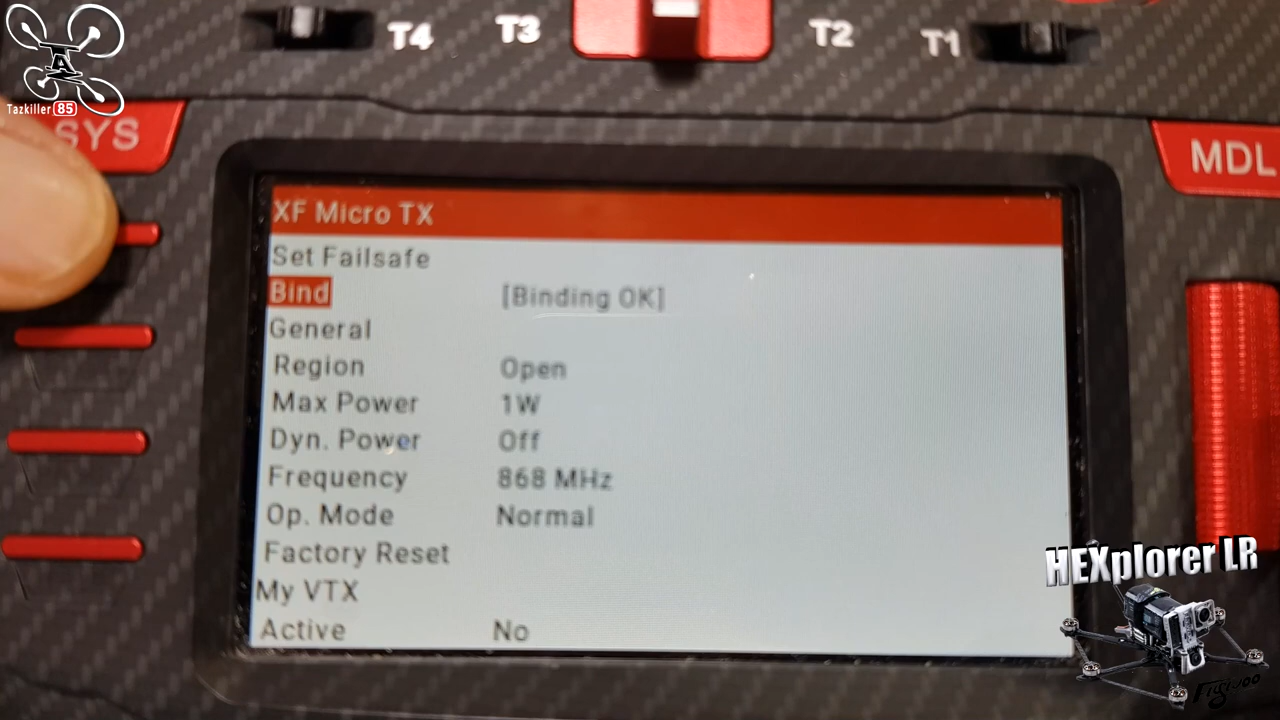 T4 T3 T2 T1
A
Tazkiller 85
SYS
MDL
XF Micro TX
Set Failsafe
Bind [Binding OK]
General
Region Open
Max Power 1W
Dyn. Power Off
Frequency 868 MHz
Op. Mode Normal
Factory Reset
My VTX
Active No
HEXplorer LR
Flywoo